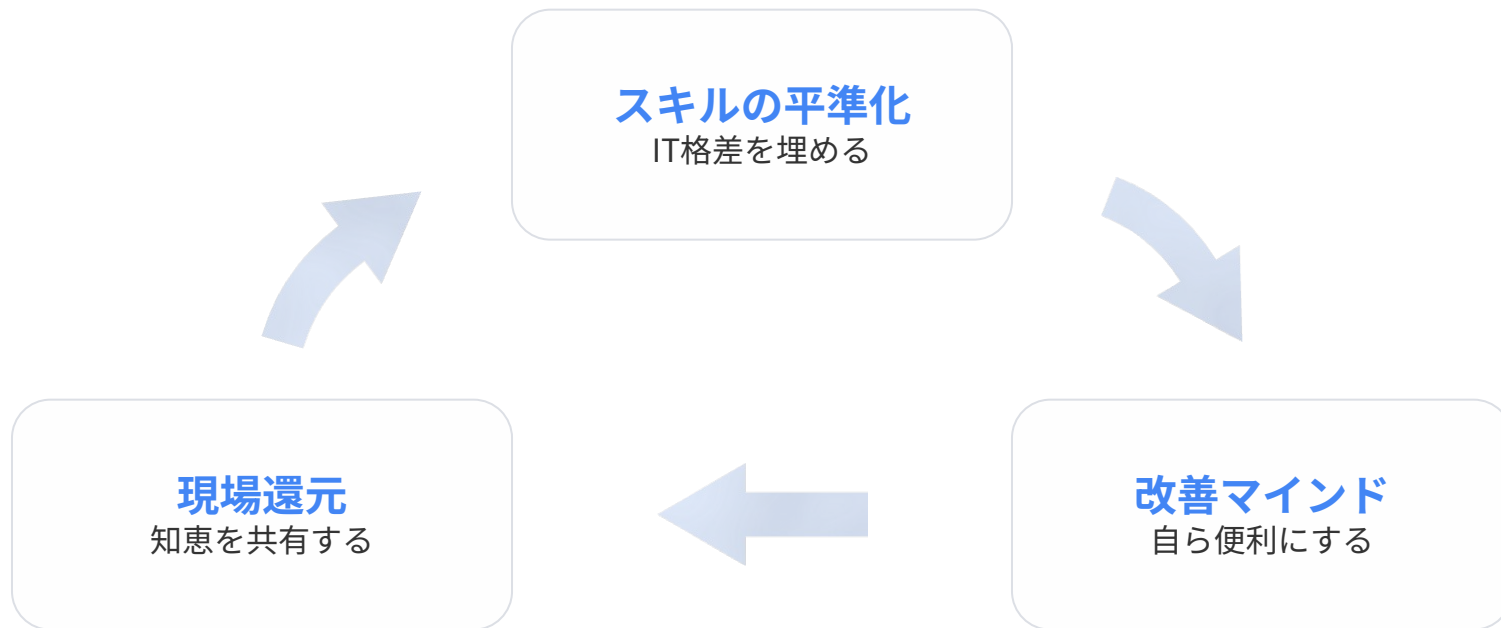 スキルの平準化
IT格差を埋める
現場還元
知恵を共有する
改善マインド
自ら便利にする